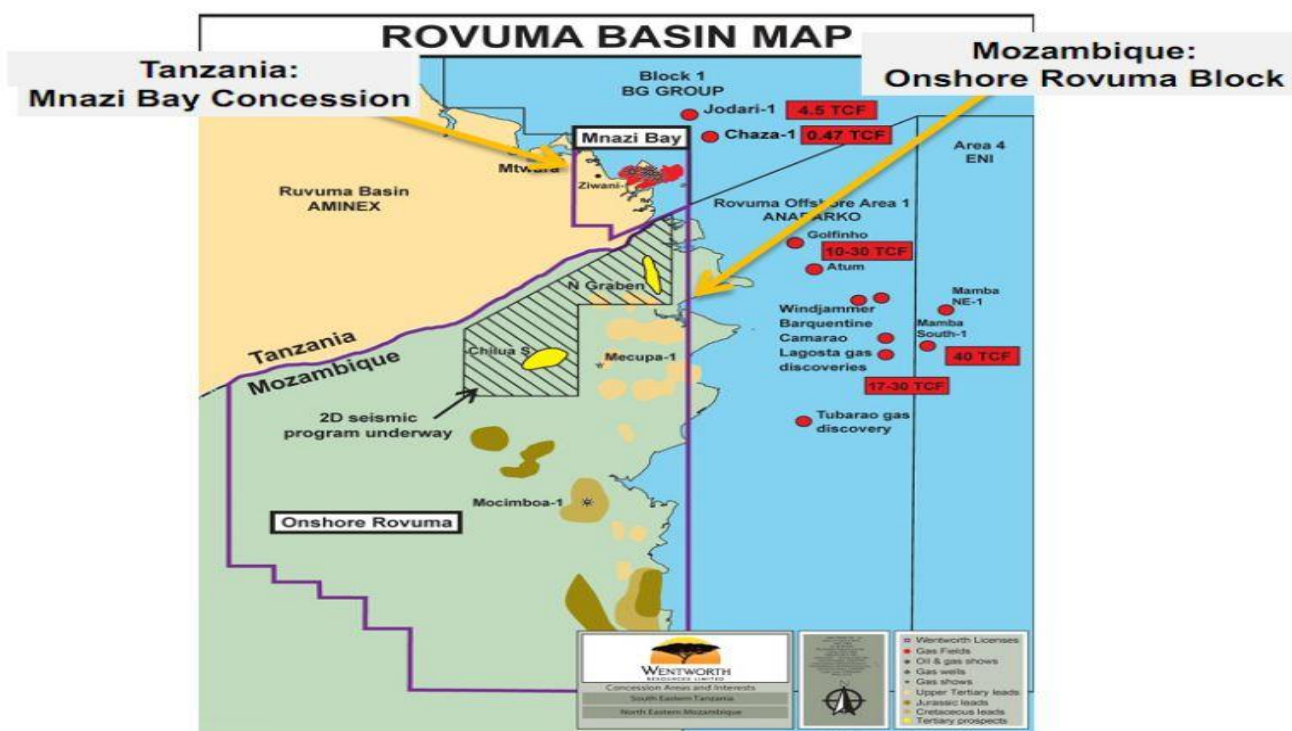 ROVUMA BASIN MAP
Tanzania:
Mnazi Bay Concession
Mozambique:
Onshore Rovuma Block
Block 1
BG GROUP
Jodari-1
4.5 TCF
Chaza-1
0.47 TCF
Mnazi Bay
Area 4
ENI
Mtwara
Ziwani-
Ruvuma Basin
AMINEX
Rovuma Offshore Area 1
ANADARKO
Golfinho
10-30 TCF
Atum
N Graben
Windjammer
Barquentine
Camarao
Lagosta gas
discoveries
Mamba
NE-1
Mamba
South-1
40 TCF
17-30 TCF
Tanzania
Mozambique
Chilua S.
Mecupa-1
2D seismic
program underway
Tubarao gas
discovery
Mocimboa-1
Onshore Rovuma
WENTWORTH
RESOURCES LIMITED
Concession Areas and Interests
South Eastern Tanzania
North Eastern Mozambique
N
Wentworth Licenses
Gas Fields
Oil & gas shows
Gas wells
Gas shows
Upper Tertiary leads
Jurassic leads
Cretaceous leads
Tertiary prospects